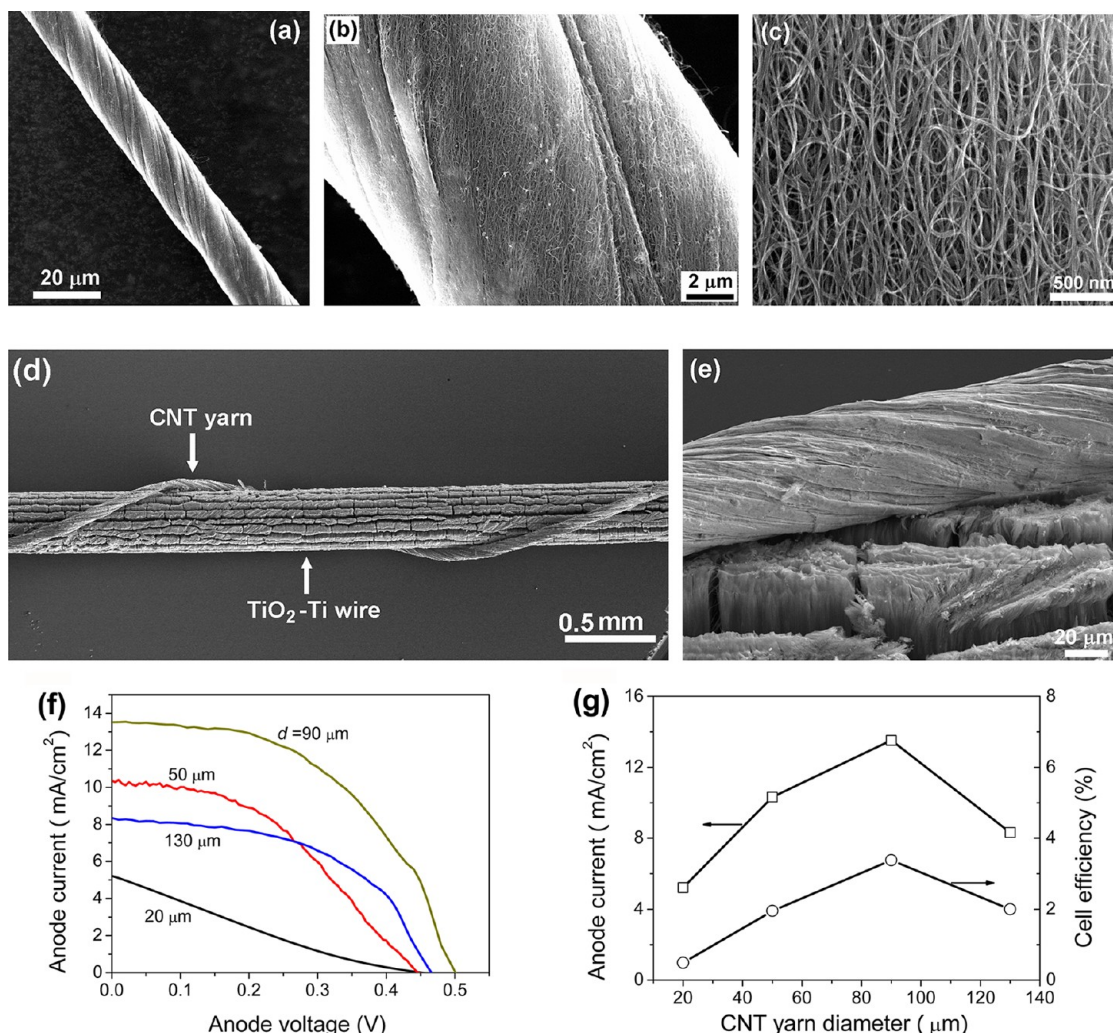 (a)
20 μm
(b)
2 μm
(c)
500 nm
(d)
CNT yarn
TiO₂-Ti wire
0.5 mm
(e)
20 μm
(f)
Anode current ( mA/cm²)
14
12
10
8
6
4
2
0
d =90 μm
50 μm
130 μm
20 μm
0.0 0.1 0.2 0.3 0.4 0.5
Anode voltage (V)
(g)
Anode current ( mA/cm²)
16
12
8
4
0
8
6
4
2
0
Cell efficiency (%)
20 40 60 80 100 120 140
CNT yarn diameter ( μm)